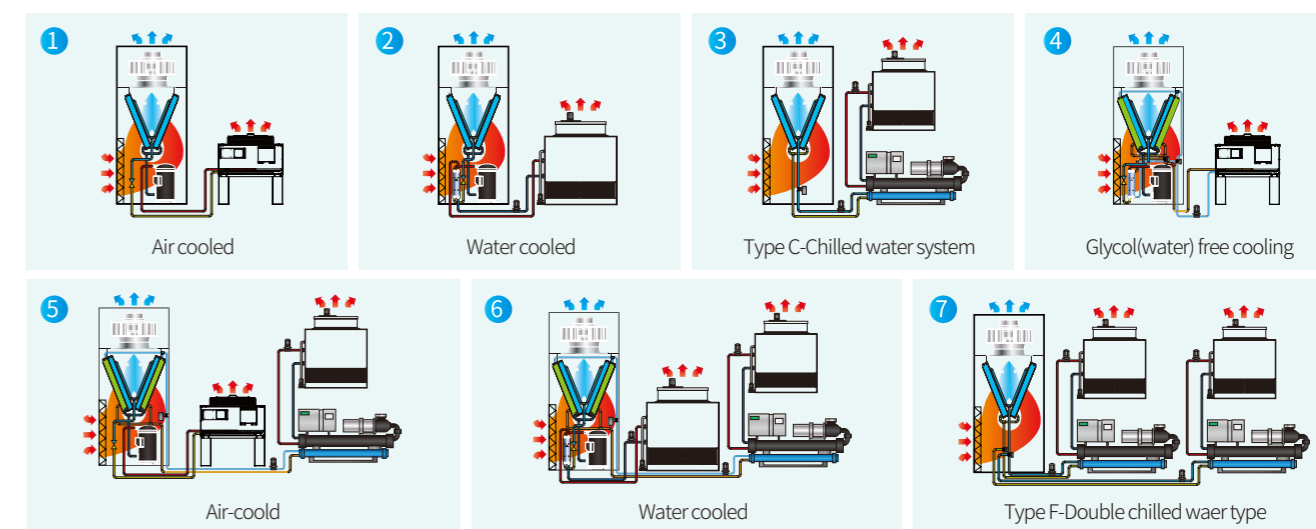 1
2
3
4
Air cooled
Water cooled
Type C-Chilled water system
Glycol(water) free cooling
5
6
7
Air-coold
Water cooled
Type F-Double chilled waer type